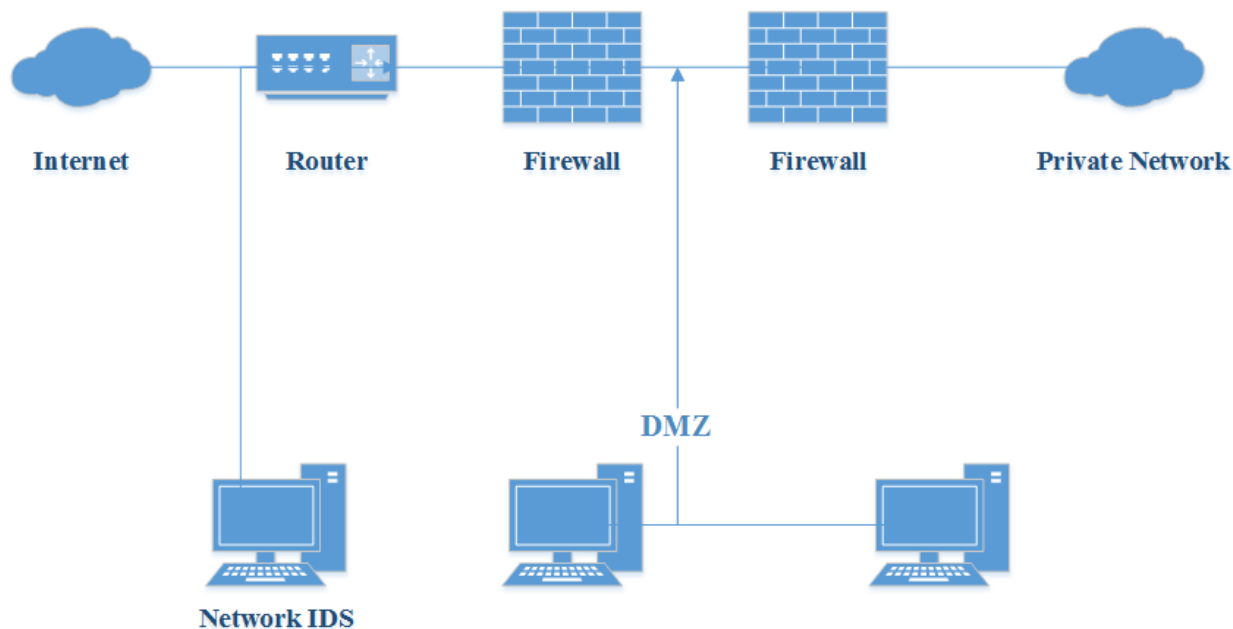 Internet
Router
Firewall
Firewall
Private Network
DMZ
Network IDS